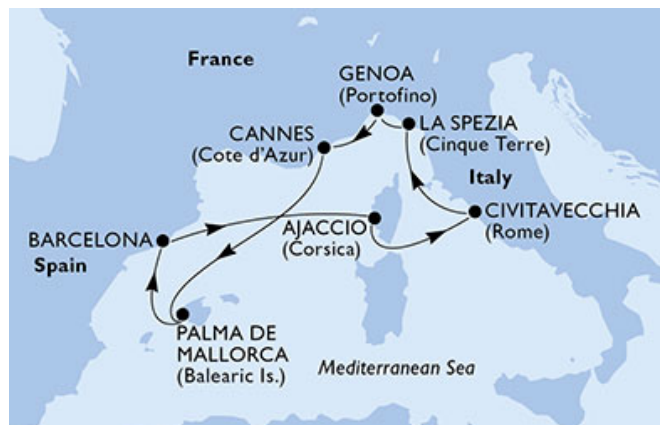 France
GENOA
(Portofino)
CANNES
(Cote d'Azur)
LA SPEZIA
(Cinque Terre)
Italy
CIVITAVECCHIA
(Rome)
AJACCIO
(Corsica)
BARCELONA
Spain
PALMA DE
MALLORCA
(Balearic Is.)
Mediterranean Sea